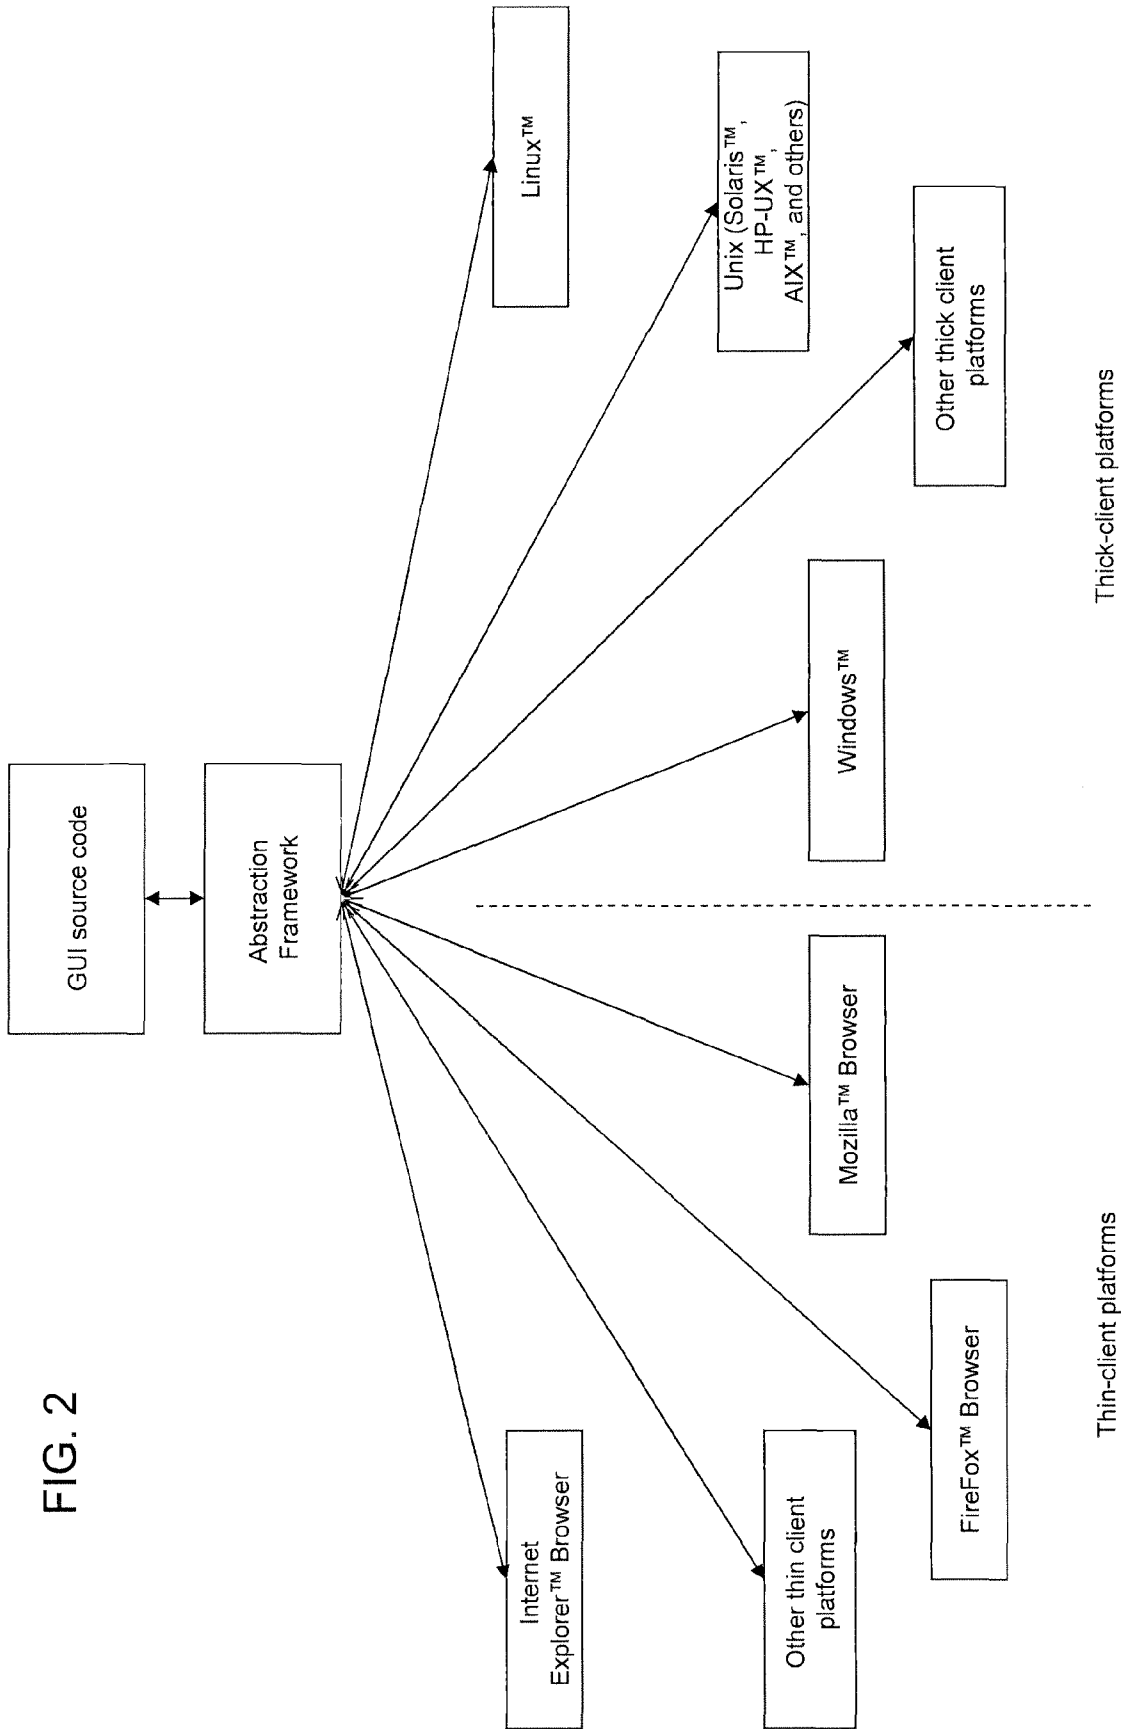 FIG. 2
GUI source code
Abstraction
Framework
Internet
Explorer™ Browser
Linux™
Other thin client
platforms
Unix (Solaris™,
HP-UX™,
AIX™, and others)
Mozilla™ Browser
Windows™
FireFox™ Browser
Other thick client
platforms
Thin-client platforms
Thick-client platforms